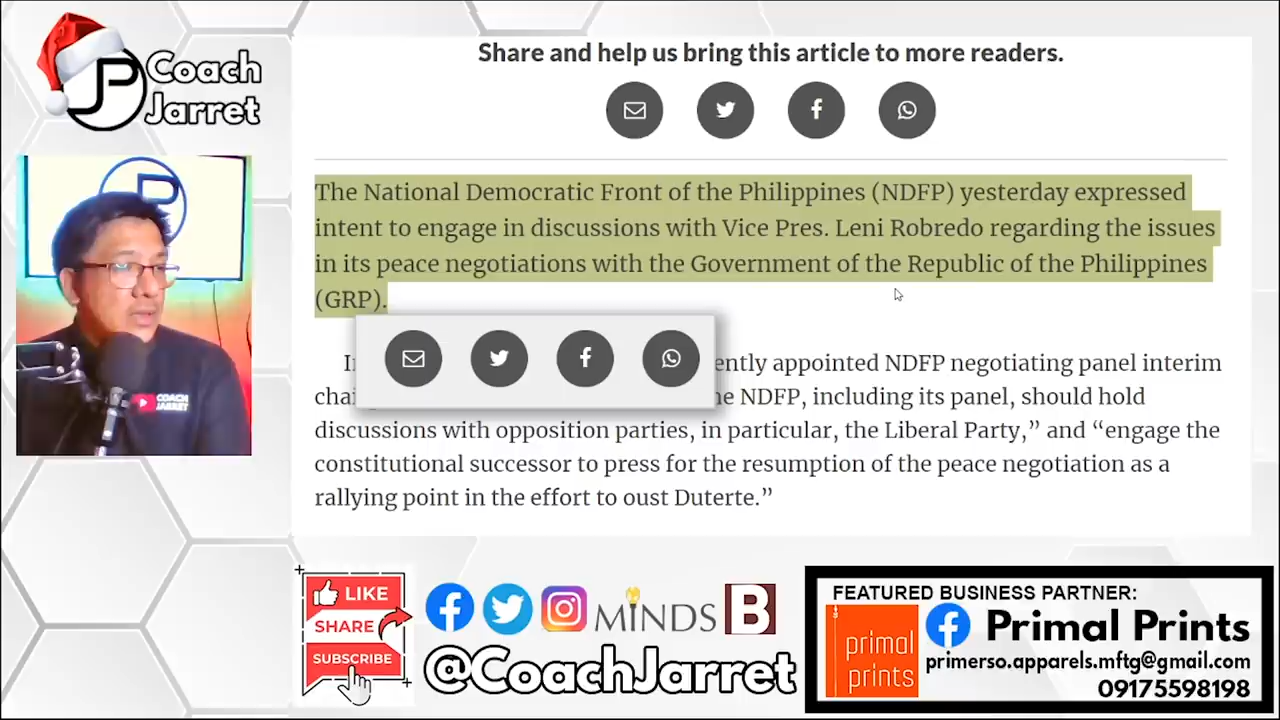 Coach
Jarret
Share and help us bring this article to more readers.
The National Democratic Front of the Philippines (NDFP) yesterday expressed
intent to engage in discussions with Vice Pres. Leni Robredo regarding the issues
in its peace negotiations with the Government of the Republic of the Philippines
(GRP).
ently appointed NDFP negotiating panel interim
NDFP, including its panel, should hold
discussions with opposition parties, in particular, the Liberal Party,” and “engage the
constitutional successor to press for the resumption of the peace negotiation as a
rallying point in the effort to oust Duterte.”
COACH
JARRET
LIKE
SHARE
SUBSCRIBE
MINDS
B
@CoachJarret
FEATURED BUSINESS PARTNER:
primal
prints
Primal Prints
primerso.apparels.mftg@gmail.com
09175598198